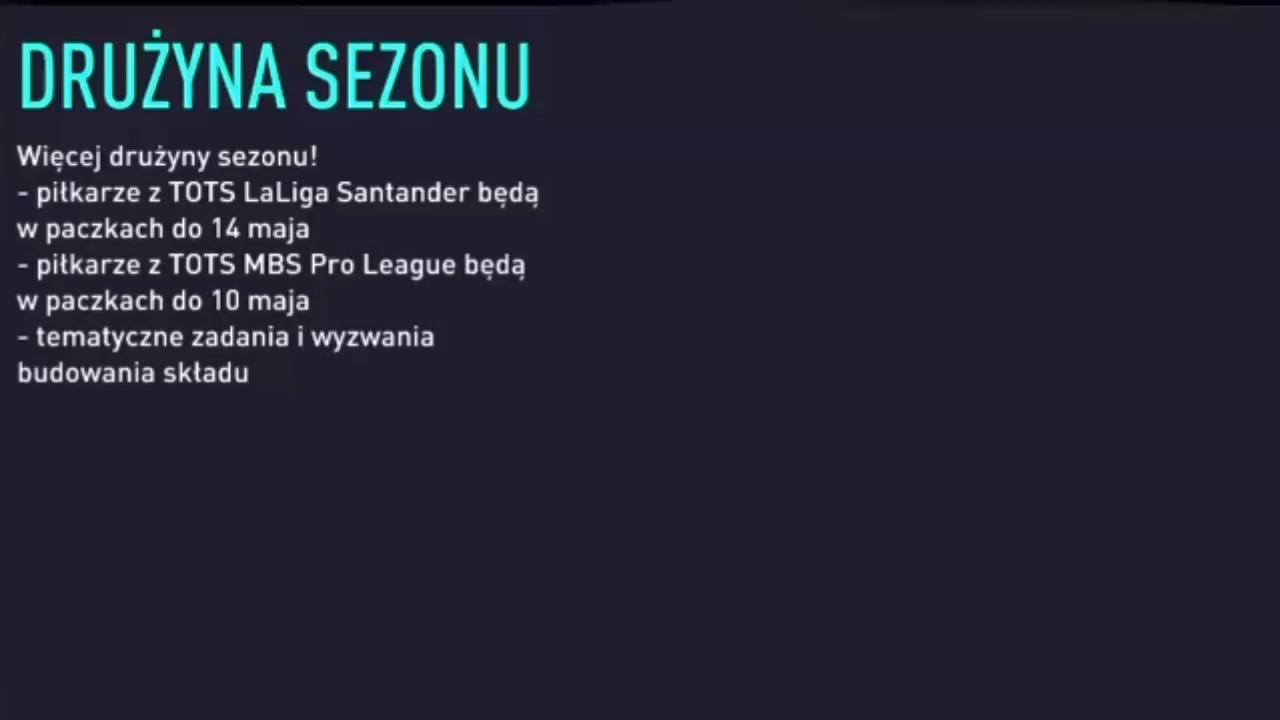 DRUŻYNA SEZONU
Więcej drużyny sezonu!
- piłkarze z TOTS LaLiga Santander będą
w paczkach do 14 maja
- piłkarze z TOTS MBS Pro League będą
w paczkach do 10 maja
- tematyczne zadania i wyzwania
budowania składu